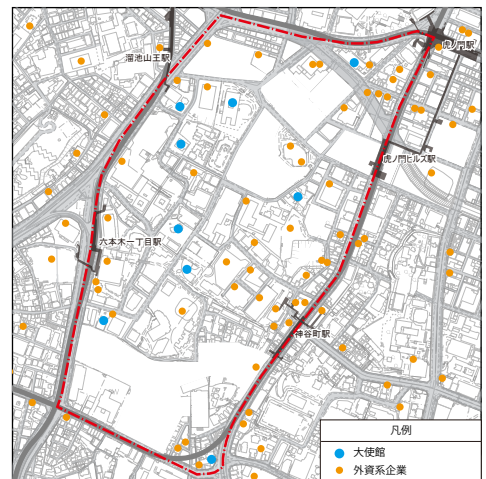 虎ノ門駅
溜池山王駅
虎ノ門ヒルズ駅
六本木一丁目駅
神谷町駅
凡例
大使館
外資系企業